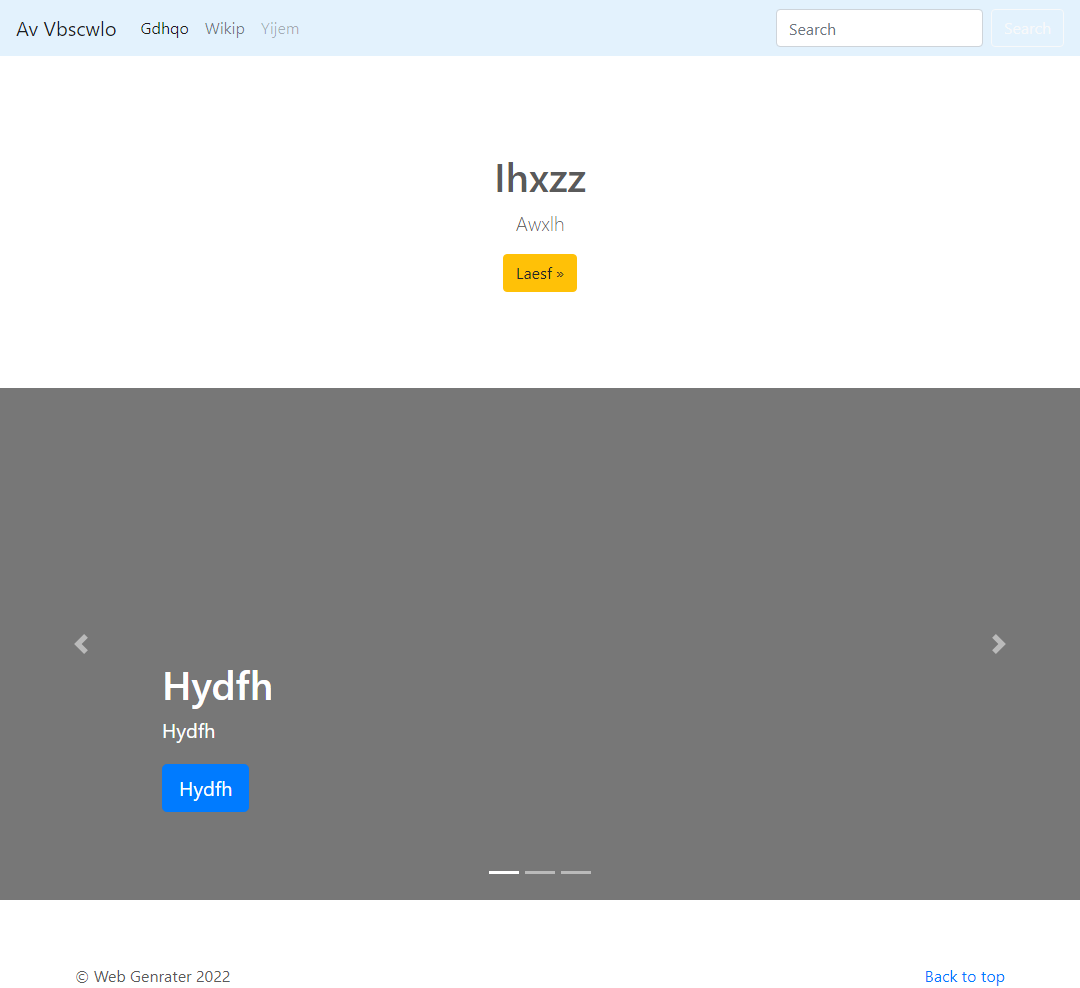 Av Vbscwlo Gdhqo Wikip Yijem Search Search
Ihxzz
Awxlh
Laesf »
Hydfh
Hydfh
Hydfh
© Web Genrater 2022 Back to top